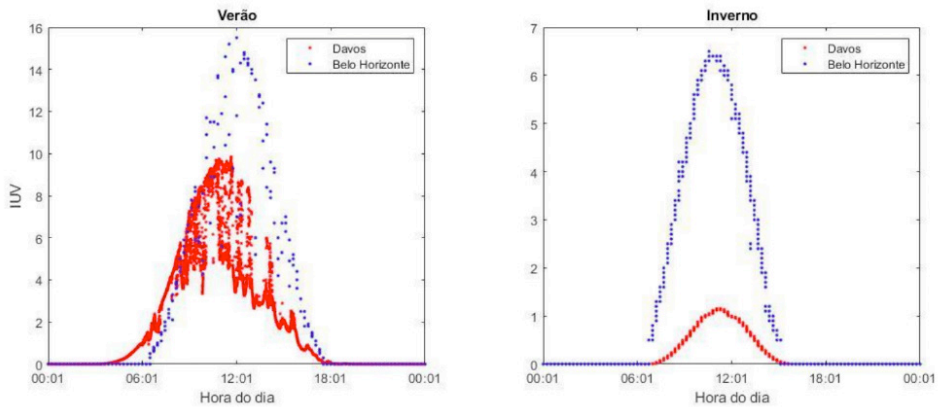 Verão
16
14
12
10
8
6
4
2
0
IUV
00:01 06:01 12:01 18:01 00:01
Hora do dia
Davos
Belo Horizonte
Inverno
7
6
5
4
3
2
1
0
00:01 06:01 12:01 18:01 00:01
Hora do dia
Davos
Belo Horizonte